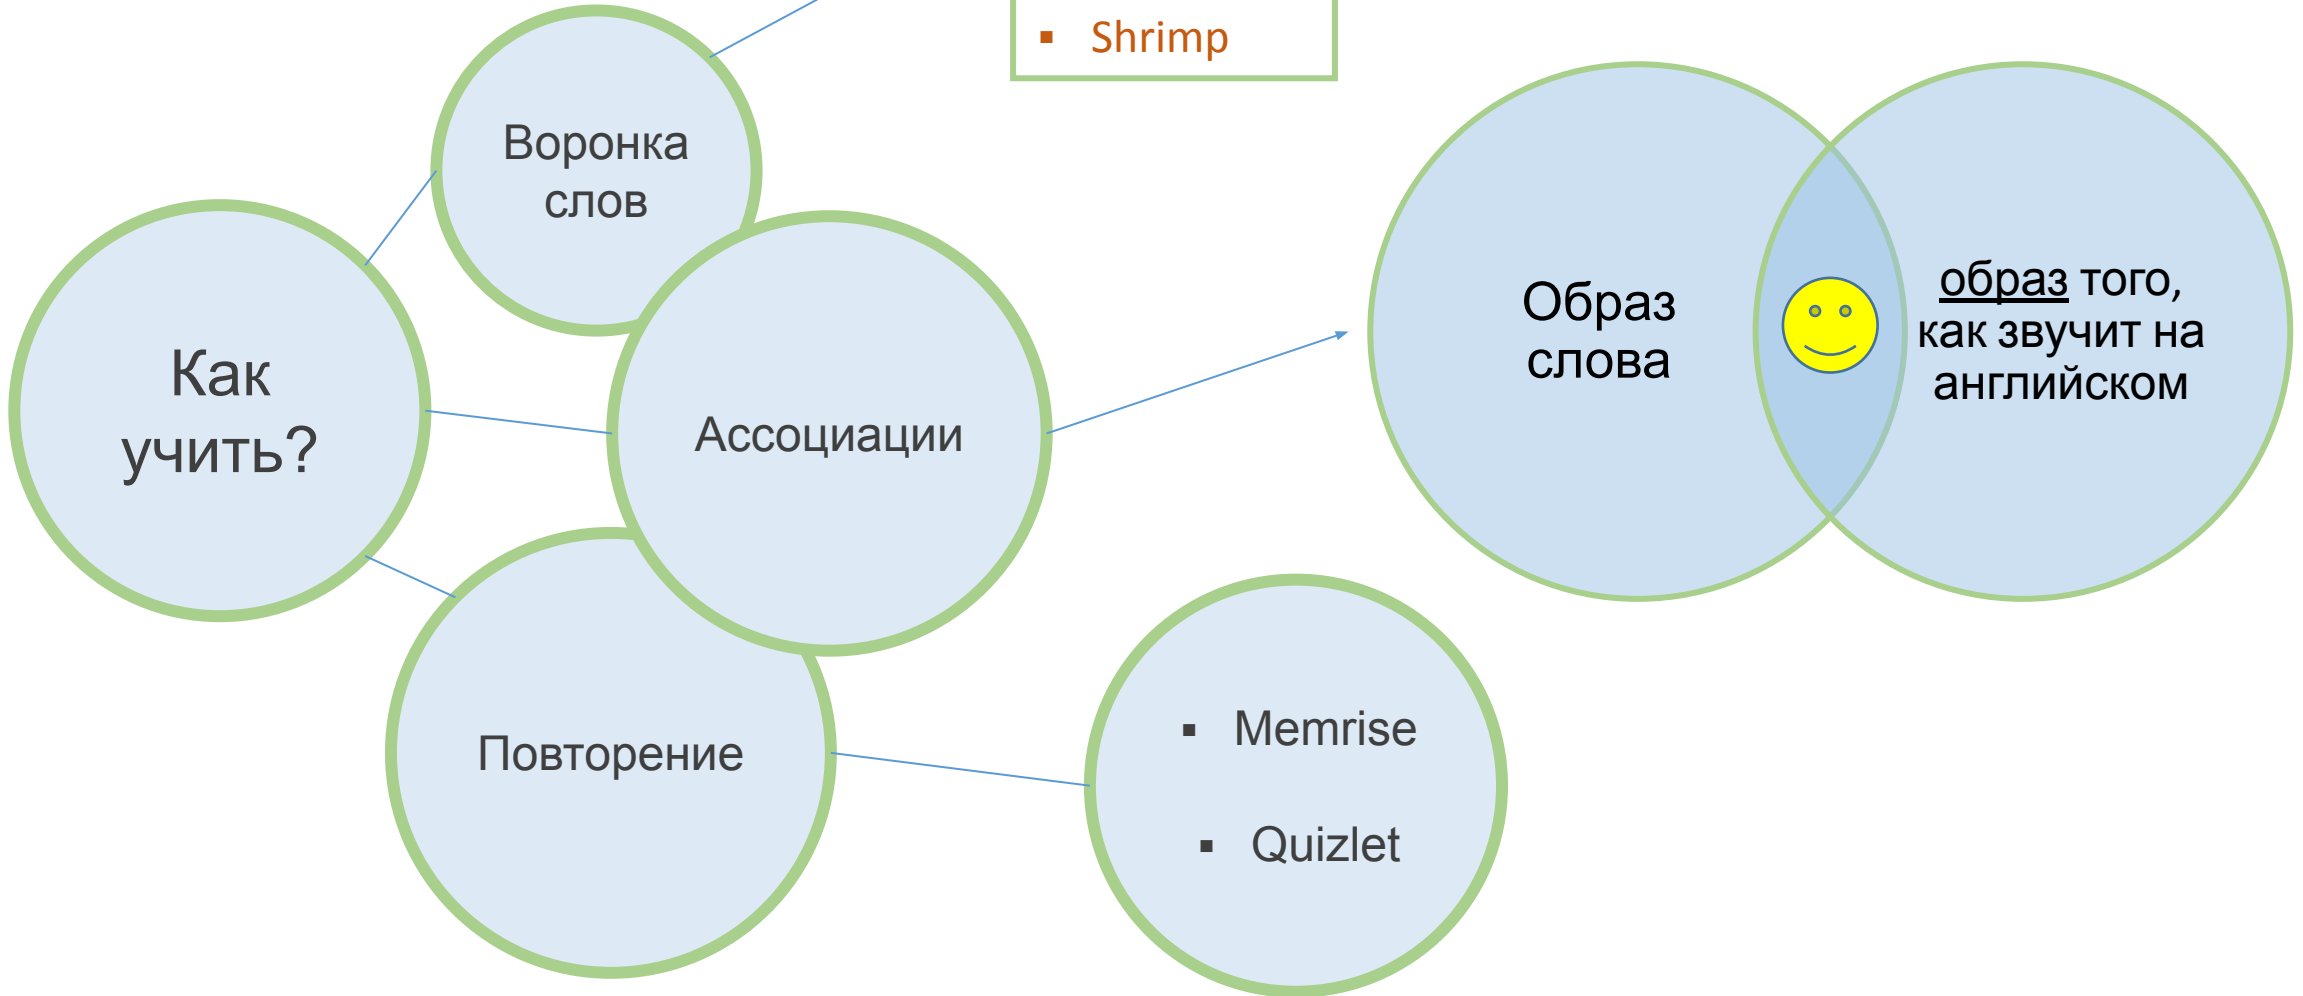 ▪ Shrimp
Воронка
слов
Как
учить?
Ассоциации
Образ
слова
образ того,
как звучит на
английском
Повторение
▪ Memrise
▪ Quizlet